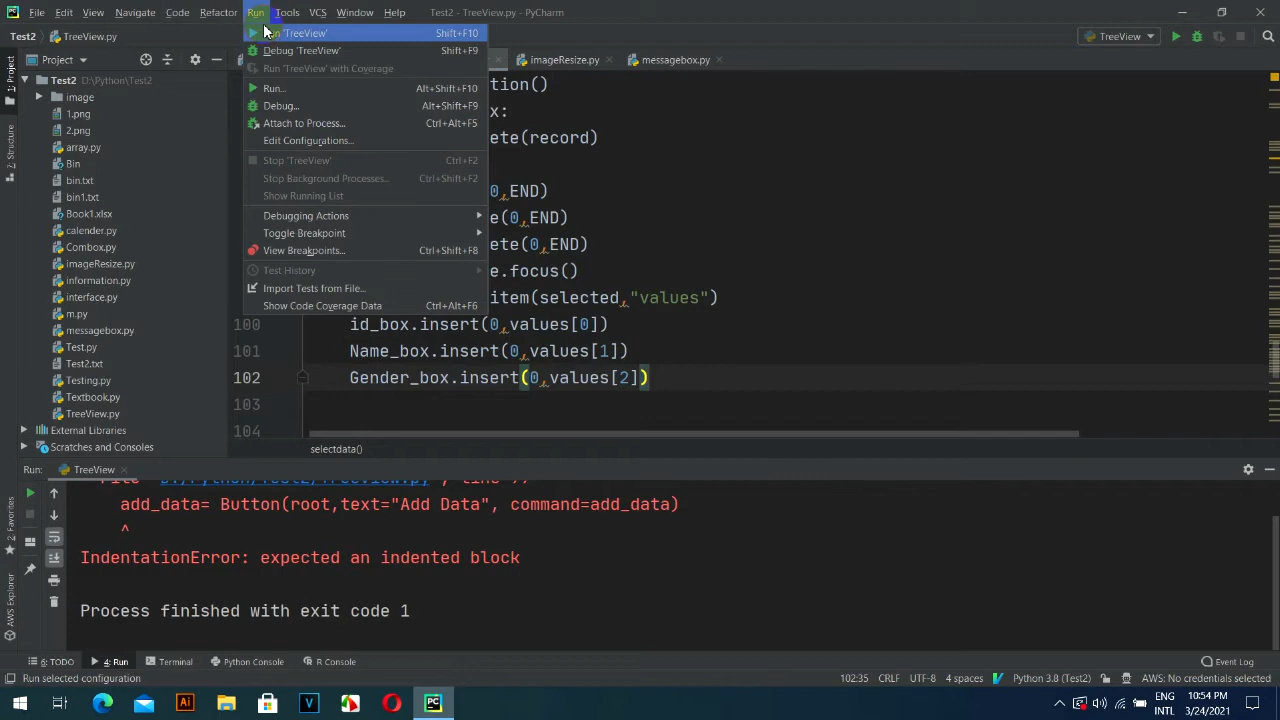 File Edit View Navigate Code Refactor Run Tools VCS Window Help Test2 - TreeView.py - PyCharm
Test2 TreeView.py TreeView
Project imageResize.py messagebox.py
1: Project
7: Structure
2: Favorites
AWS Explorer
Test2 D:\Python\Test2
image
1.png
2.png
array.py
Bin
bin.txt
bin1.txt
Book1.xlsx
calender.py
Combox.py
imageResize.py
information.py
interface.py
m.py
messagebox.py
Test.py
Test2.txt
Testing.py
Textbook.py
TreeView.py
External Libraries
Scratches and Consoles
'TreeView' Shift+F10
Debug 'TreeView' Shift+F9
Run 'TreeView' with Coverage
Run... Alt+Shift+F10
Debug... Alt+Shift+F9
Attach to Process... Ctrl+Alt+F5
Edit Configurations...
Stop 'TreeView' Ctrl+F2
Stop Background Processes... Ctrl+Shift+F2
Show Running List
Debugging Actions
Toggle Breakpoint
View Breakpoints... Ctrl+Shift+F8
Test History
Import Tests from File...
Show Code Coverage Data Ctrl+Alt+F6
tion()
x:
ete(record)
0,END)
e(0,END)
ete(0,END)
e.focus()
item(selected,"values")
100 id_box.insert(0,values[0])
101 Name_box.insert(0,values[1])
102 Gender_box.insert(0,values[2])
103
104
selectdata()
Run: TreeView
add_data= Button(root,text="Add Data", command=add_data)
^
IndentationError: expected an indented block
Process finished with exit code 1
6: TODO 4: Run Terminal Python Console R Console Event Log
Run selected configuration 102:35 CRLF UTF-8 4 spaces Python 3.8 (Test2) AWS: No credentials selected
ENG 10:54 PM
INTL 3/24/2021